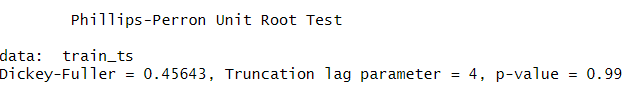 Phillips-Perron Unit Root Test
data:  train_ts
Dickey-Fuller = 0.45643, Truncation lag parameter = 4, p-value = 0.99